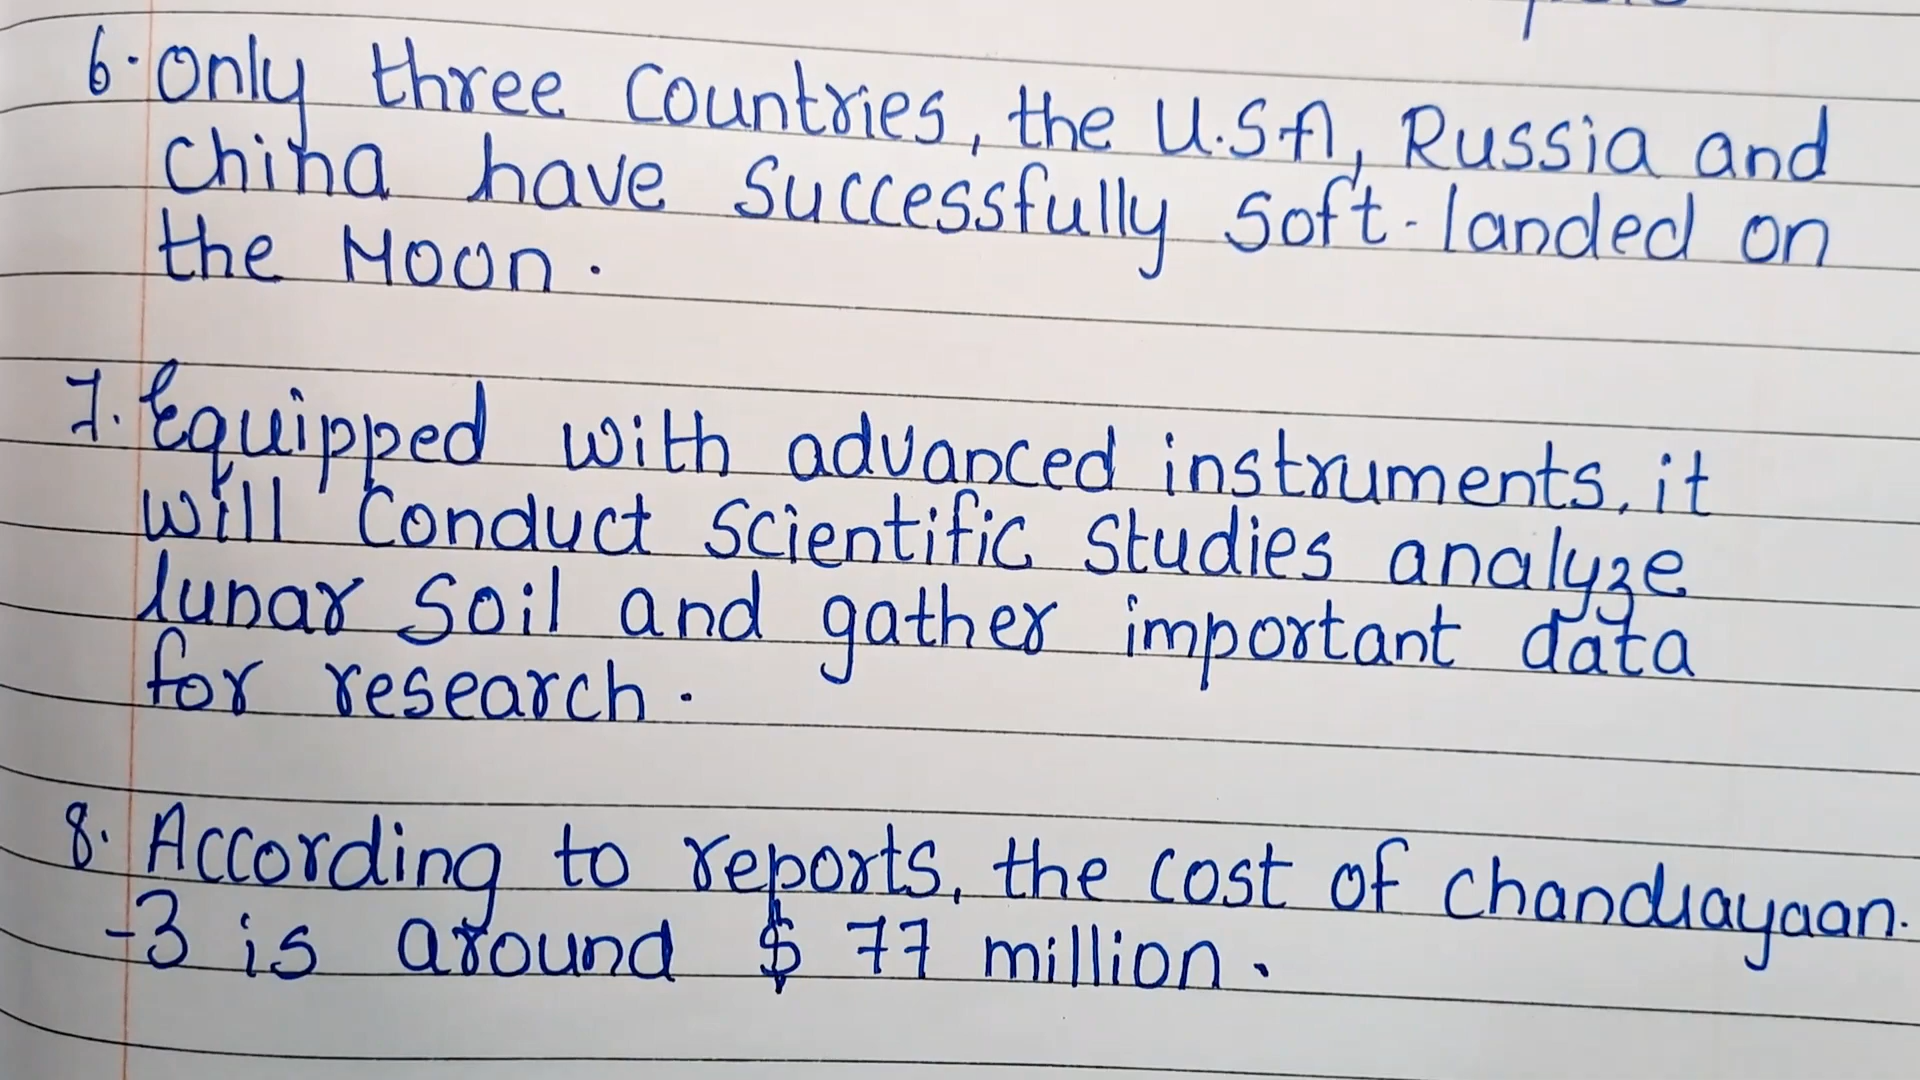 6. Only three countries, the U.S.A, Russia and
China have successfully soft-landed on
the Moon.
7. Equipped with advanced instruments, it
will conduct scientific studies analyze
lunar soil and gather important data
for research.
8. According to reports, the cost of chandrayaan.
-3 is around $ 77 million.